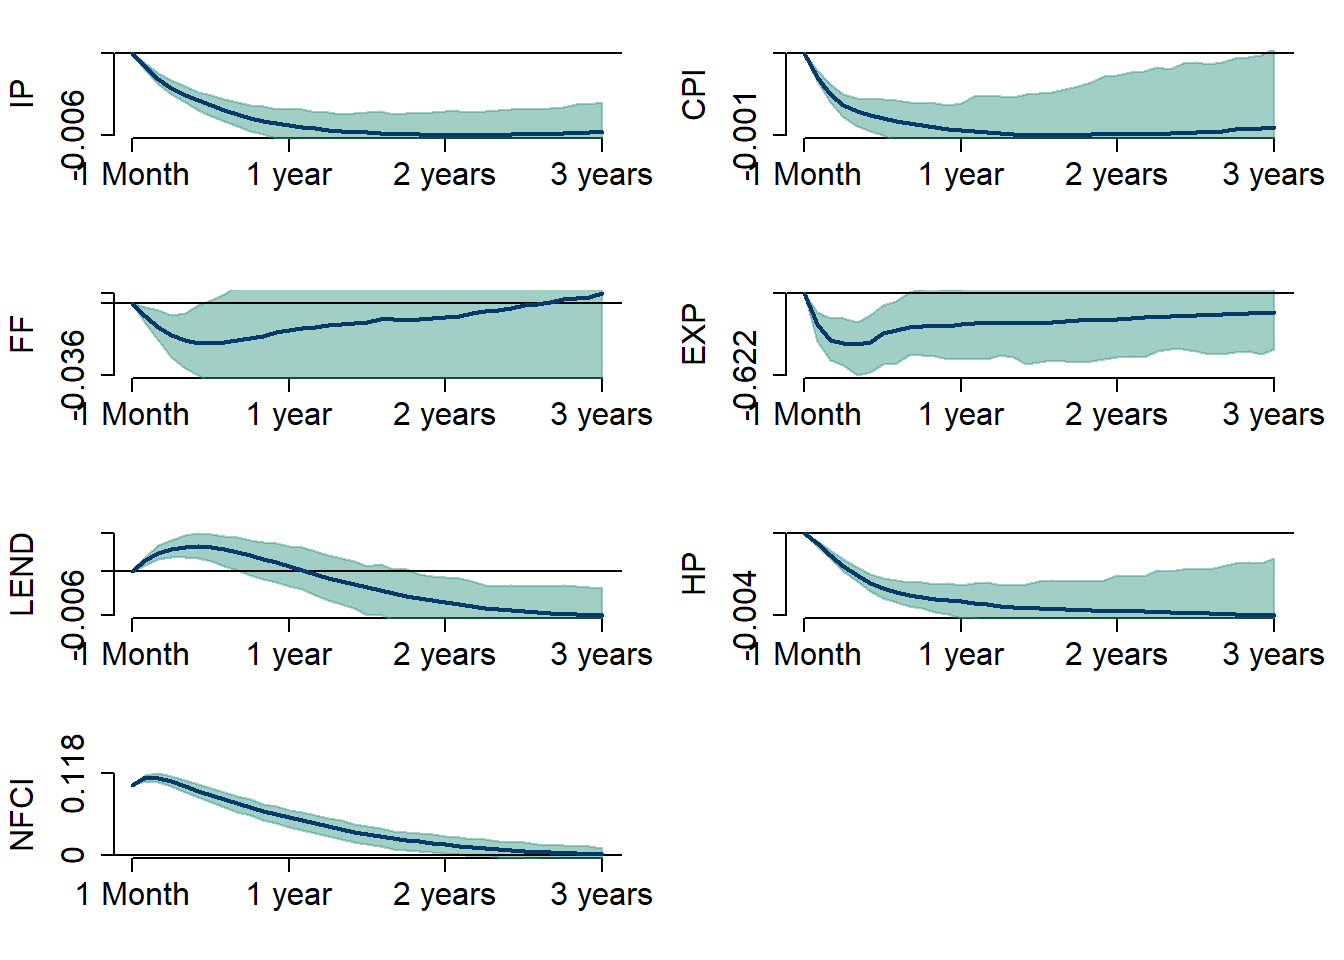 IP
-0.006
1 Month 1 year 2 years 3 years
CPI
-0.001
1 Month 1 year 2 years 3 years
FF
-0.036
1 Month 1 year 2 years 3 years
EXP
-0.622
1 Month 1 year 2 years 3 years
LEND
-0.006
1 Month 1 year 2 years 3 years
HP
-0.004
1 Month 1 year 2 years 3 years
NFCI
0.118
0
1 Month 1 year 2 years 3 years